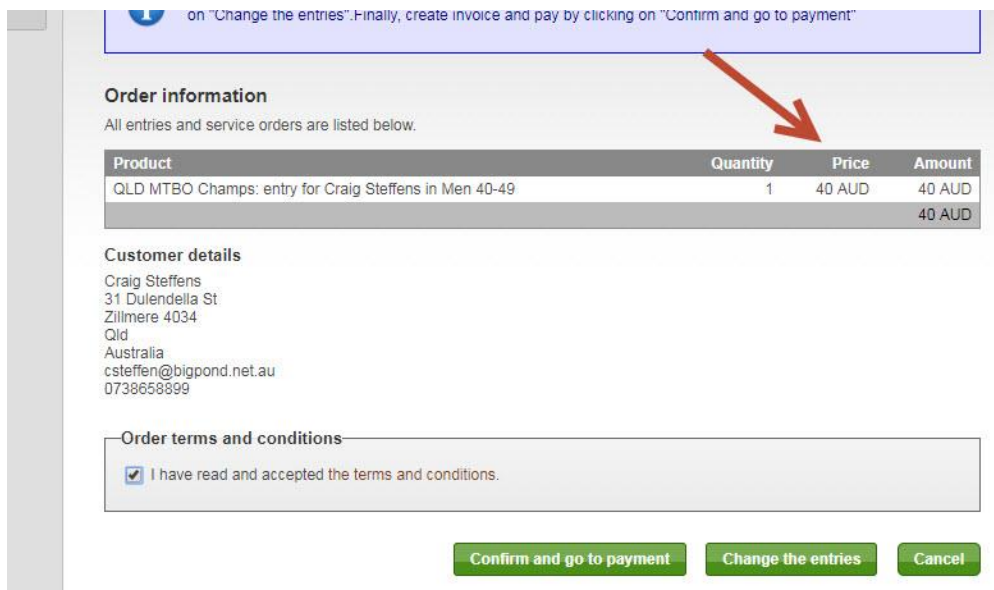 on "Change the entries".Finally, create invoice and pay by clicking on "Confirm and go to payment"
Order information
All entries and service orders are listed below.
Product Quantity Price Amount
QLD MTBO Champs: entry for Craig Steffens in Men 40-49 1 40 AUD 40 AUD
40 AUD
Customer details
Craig Steffens
31 Dulendella St
Zillmere 4034
Qld
Australia
csteffen@bigpond.net.au
0738658899
Order terms and conditions
I have read and accepted the terms and conditions.
Confirm and go to payment Change the entries Cancel